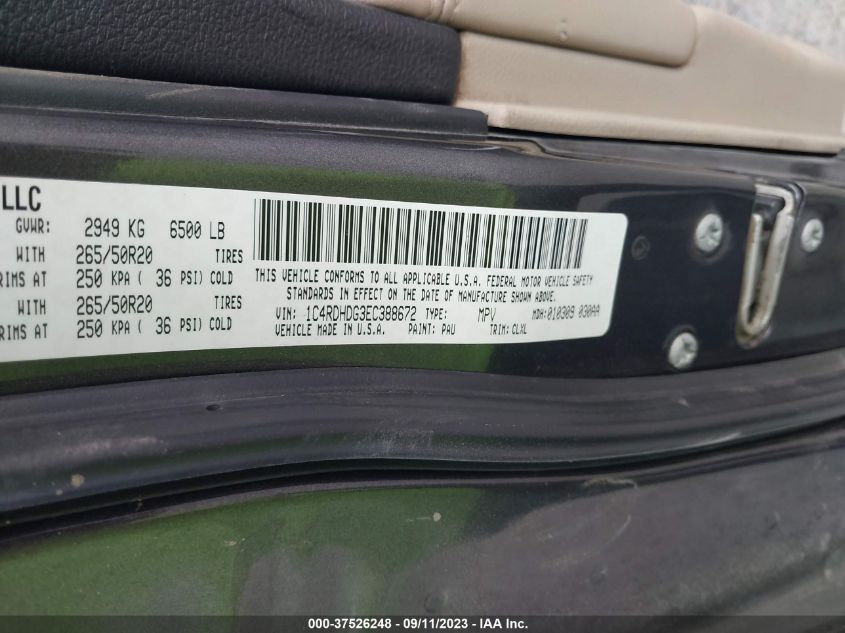 LLC
GVWR: 2949 KG 6500 LB
WITH 265/50R20 TIRES
RIMS AT 250 KPA ( 36 PSI) COLD
WITH 265/50R20 TIRES
RIMS AT 250 KPA ( 36 PSI) COLD
THIS VEHICLE CONFORMS TO ALL APPLICABLE U.S.A. FEDERAL MOTOR VEHICLE SAFETY
STANDARDS IN EFFECT ON THE DATE OF MANUFACTURE SHOWN ABOVE.
VIN: 1C4RDHDG3EC388672 TYPE: MPV MDH: 010309 030AA
VEHICLE MADE IN U.S.A. PAINT: PAU TRIM: CLXL
000-37526248 - 09/11/2023 - IAA Inc.